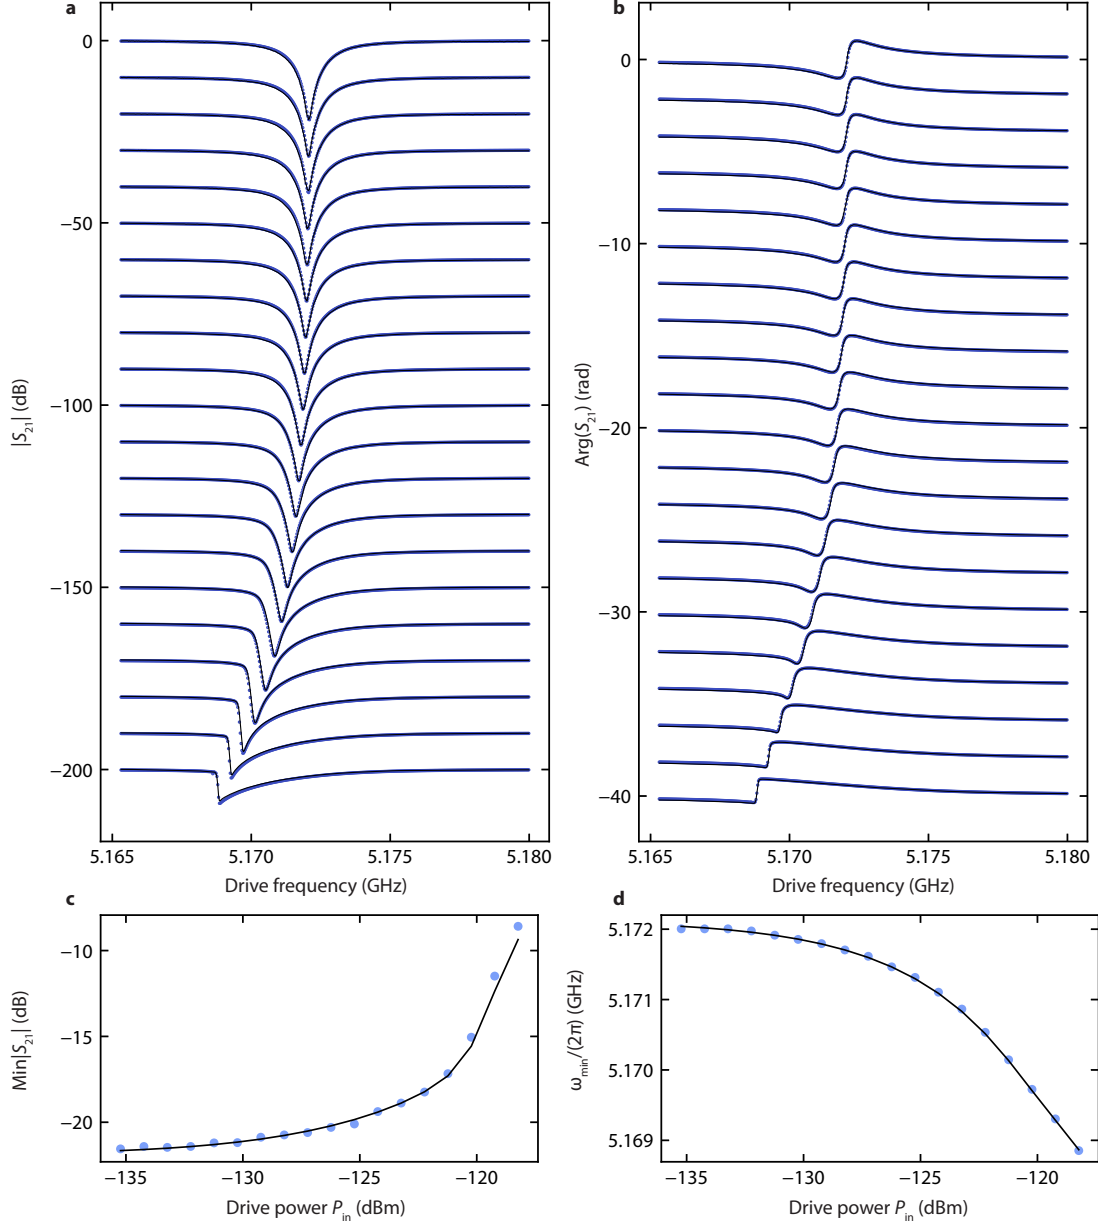 a
b
0
−50
−100
−150
−200
|S21| (dB)
5.165
5.170
5.175
5.180
Drive frequency (GHz)
0
−10
−20
−30
−40
Arg(S21) (rad)
5.165
5.170
5.175
5.180
Drive frequency (GHz)
c
d
−10
−15
−20
Min|S21| (dB)
−135
−130
−125
−120
Drive power Pin (dBm)
5.172
5.171
5.170
5.169
ωmin/(2π) (GHz)
−135
−130
−125
−120
Drive power Pin (dBm)